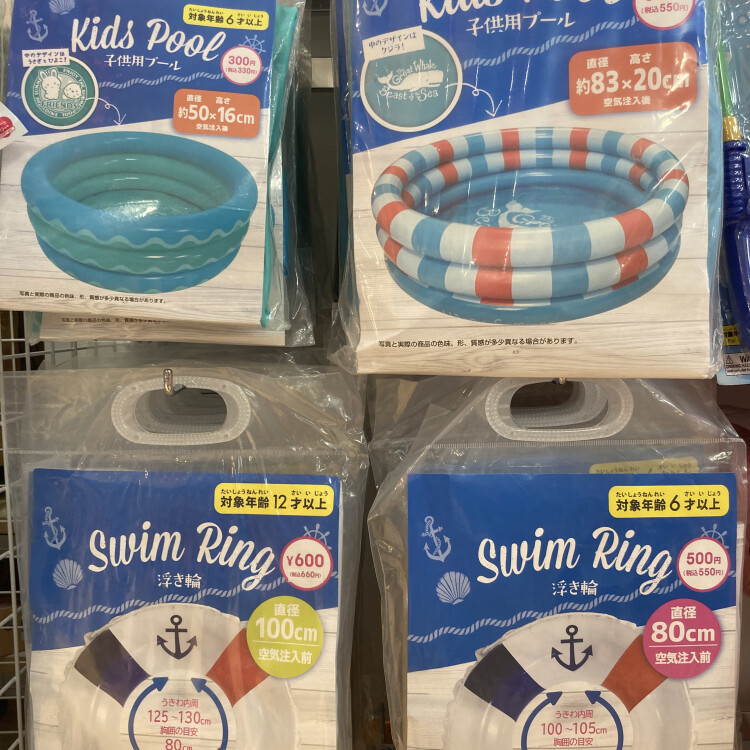 たいしょうねんれい さいいじょう
対象年齢6才以上
Kids Pool
子供用プール
300円
(税込330円)
中のデザインは
うさぎとひよこ!
FRIENDS
直径 高さ
約50×16cm
空気注入後
写真と実際の商品の色味、形、質感が多少異なる場合があります。
Kids Pool
子供用プール
(税込550円)
中のデザインは
クジラ!
Great Whale
Beast of the Sea
直径 高さ
約83×20cm
空気注入後
写真と実際の商品の色味、形、質感が多少異なる場合があります。
たいしょうねんれい さいいじょう
対象年齢12才以上
Swim Ring
浮き輪
¥600
(税込660円)
直径
100cm
空気注入前
うきわ内周
125~130cm
胸囲の目安
80cm
たいしょうねんれい さいいじょう
対象年齢6才以上
Swim Ring
浮き輪
500円
(税込550円)
直径
80cm
空気注入前
うきわ内周
100~105cm
胸囲の目安